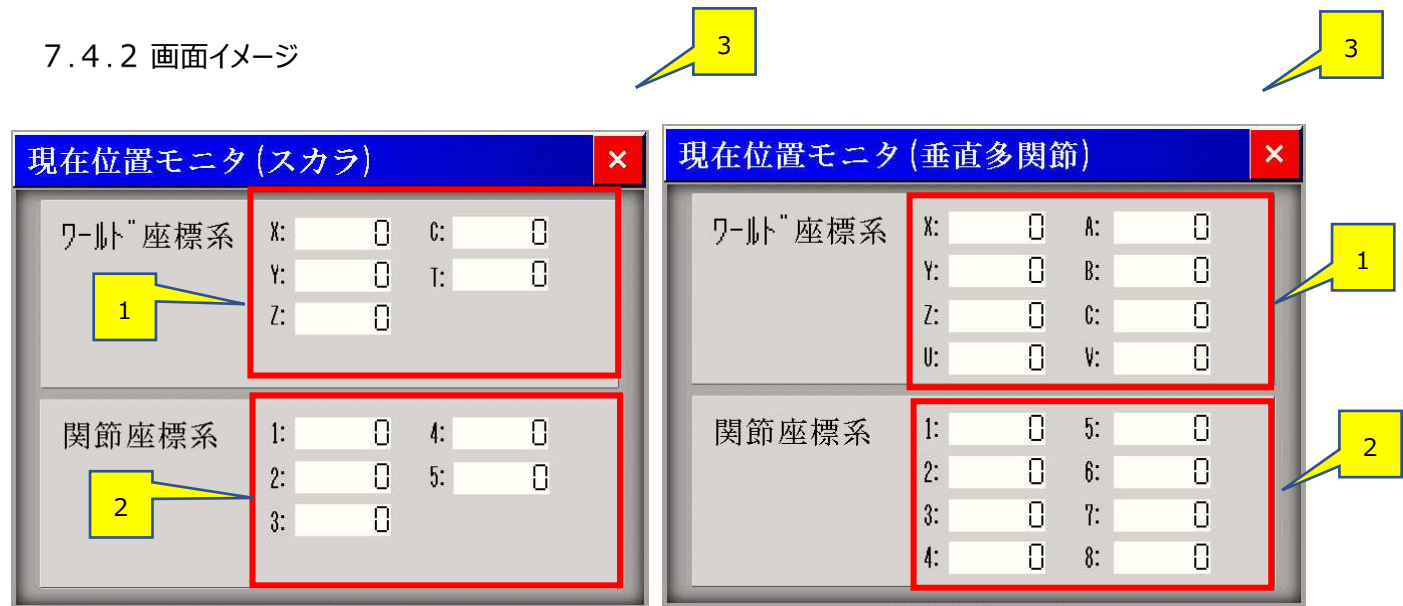 7.4.2 画面イメージ
3
3
現在位置モニタ(スカラ)
×
ワールド座標系
X: 0 C: 0
Y: 0 T: 0
Z: 0
1
関節座標系
1: 0 4: 0
2: 0 5: 0
3: 0
2
現在位置モニタ(垂直多関節)
×
ワールド座標系
X: 0 A: 0
Y: 0 B: 0
Z: 0 C: 0
U: 0 V: 0
1
関節座標系
1: 0 5: 0
2: 0 6: 0
3: 0 7: 0
4: 0 8: 0
2